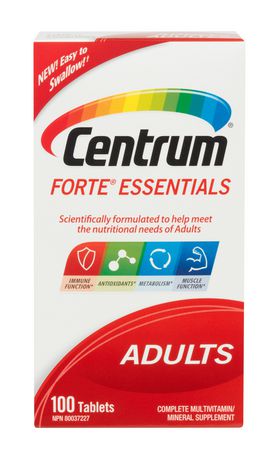 NEW! Easy to
Swallow!†
Centrum®
FORTE® ESSENTIALS
Scientifically formulated to help meet
the nutritional needs of Adults
IMMUNE
FUNCTION*
ANTIOXIDANTS*
METABOLISM*
MUSCLE
FUNCTION*
ADULTS
100 Tablets
NPN 80037227
COMPLETE MULTIVITAMIN/
MINERAL SUPPLEMENT